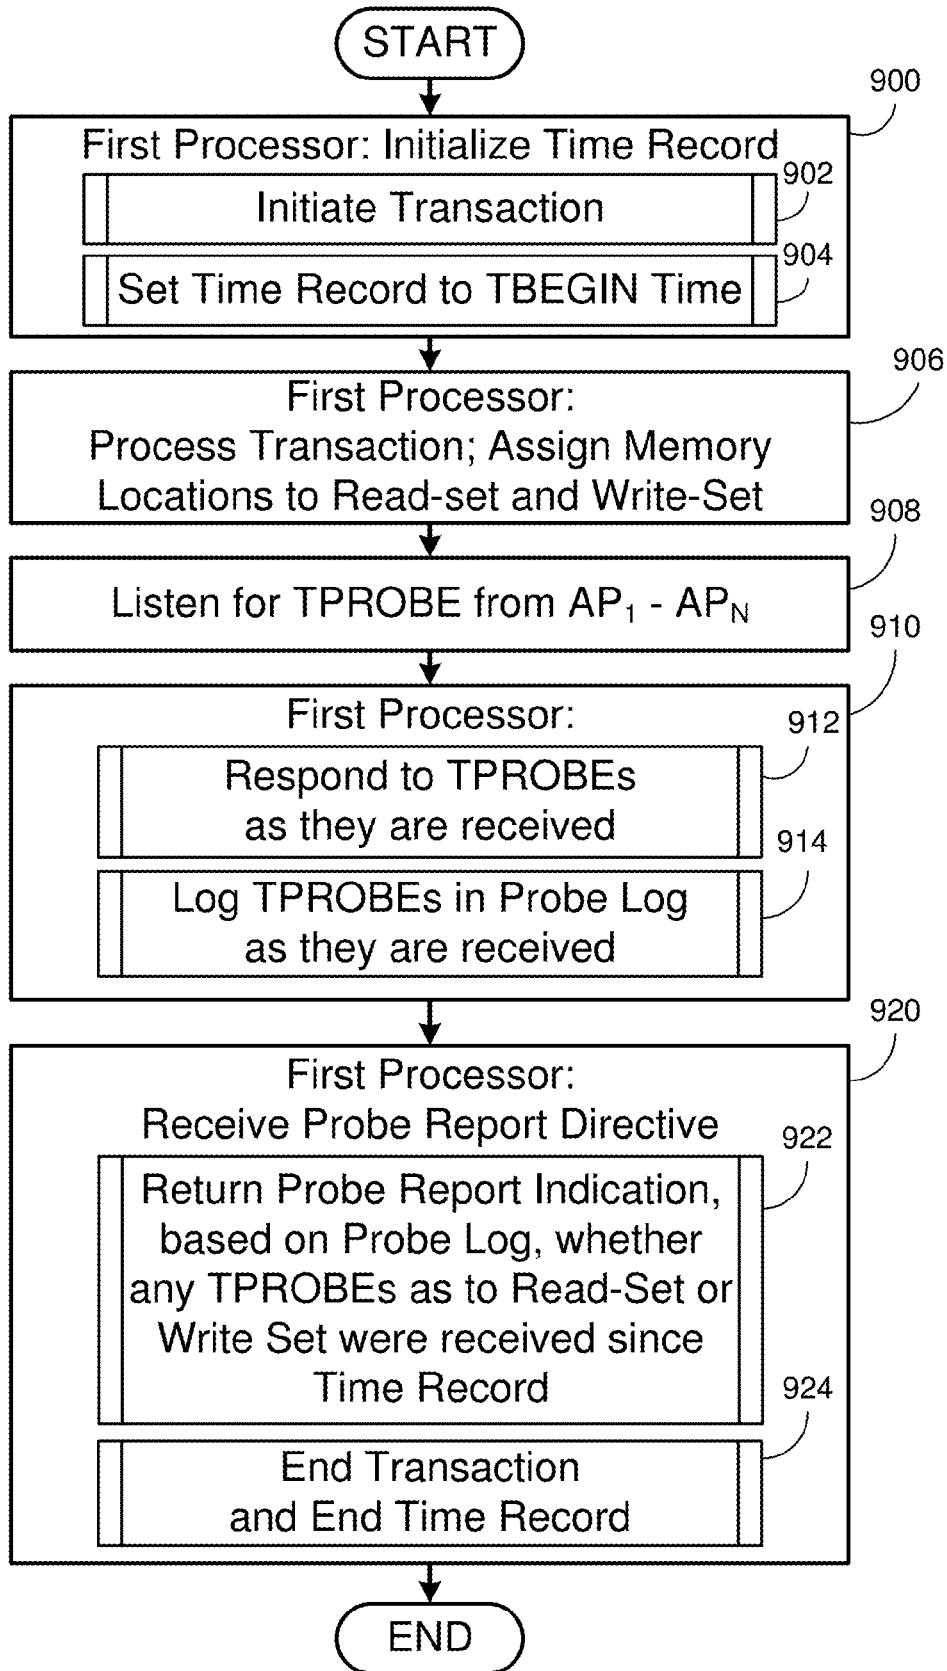 START
900
First Processor: Initialize Time Record
902
Initiate Transaction
904
Set Time Record to TBEGIN Time
906
First Processor:
Process Transaction; Assign Memory
Locations to Read-set and Write-Set
908
Listen for TPROBE from AP₁ - APN
910
First Processor:
912
Respond to TPROBEs
as they are received
914
Log TPROBEs in Probe Log
as they are received
920
First Processor:
Receive Probe Report Directive
922
Return Probe Report Indication,
based on Probe Log, whether
any TPROBEs as to Read-Set or
Write Set were received since
Time Record
924
End Transaction
and End Time Record
END